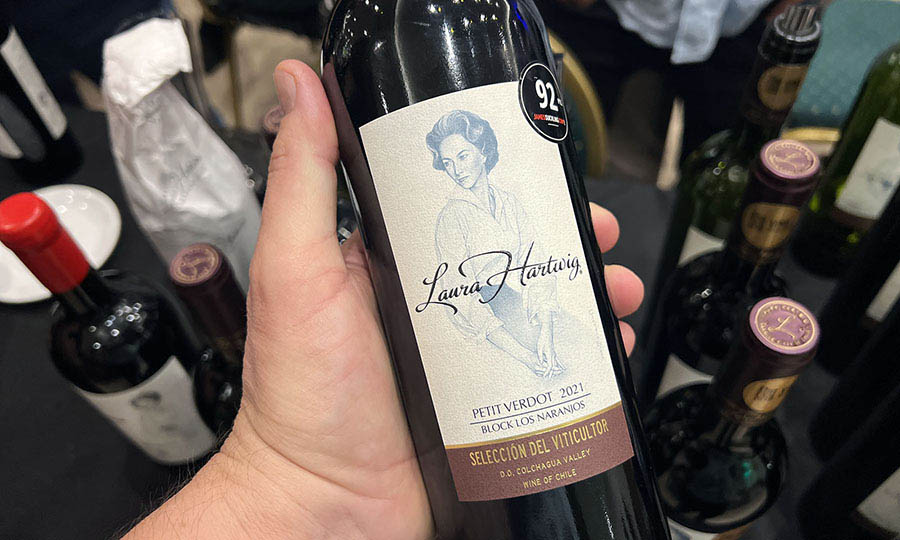 92
JAMESSUCKLING.COM
Laura Hartwig
PETIT VERDOT 2021
BLOCK LOS NARANJOS
SELECCIÓN DEL VITICULTOR
D.O. COLCHAGUA VALLEY
WINE OF CHILE